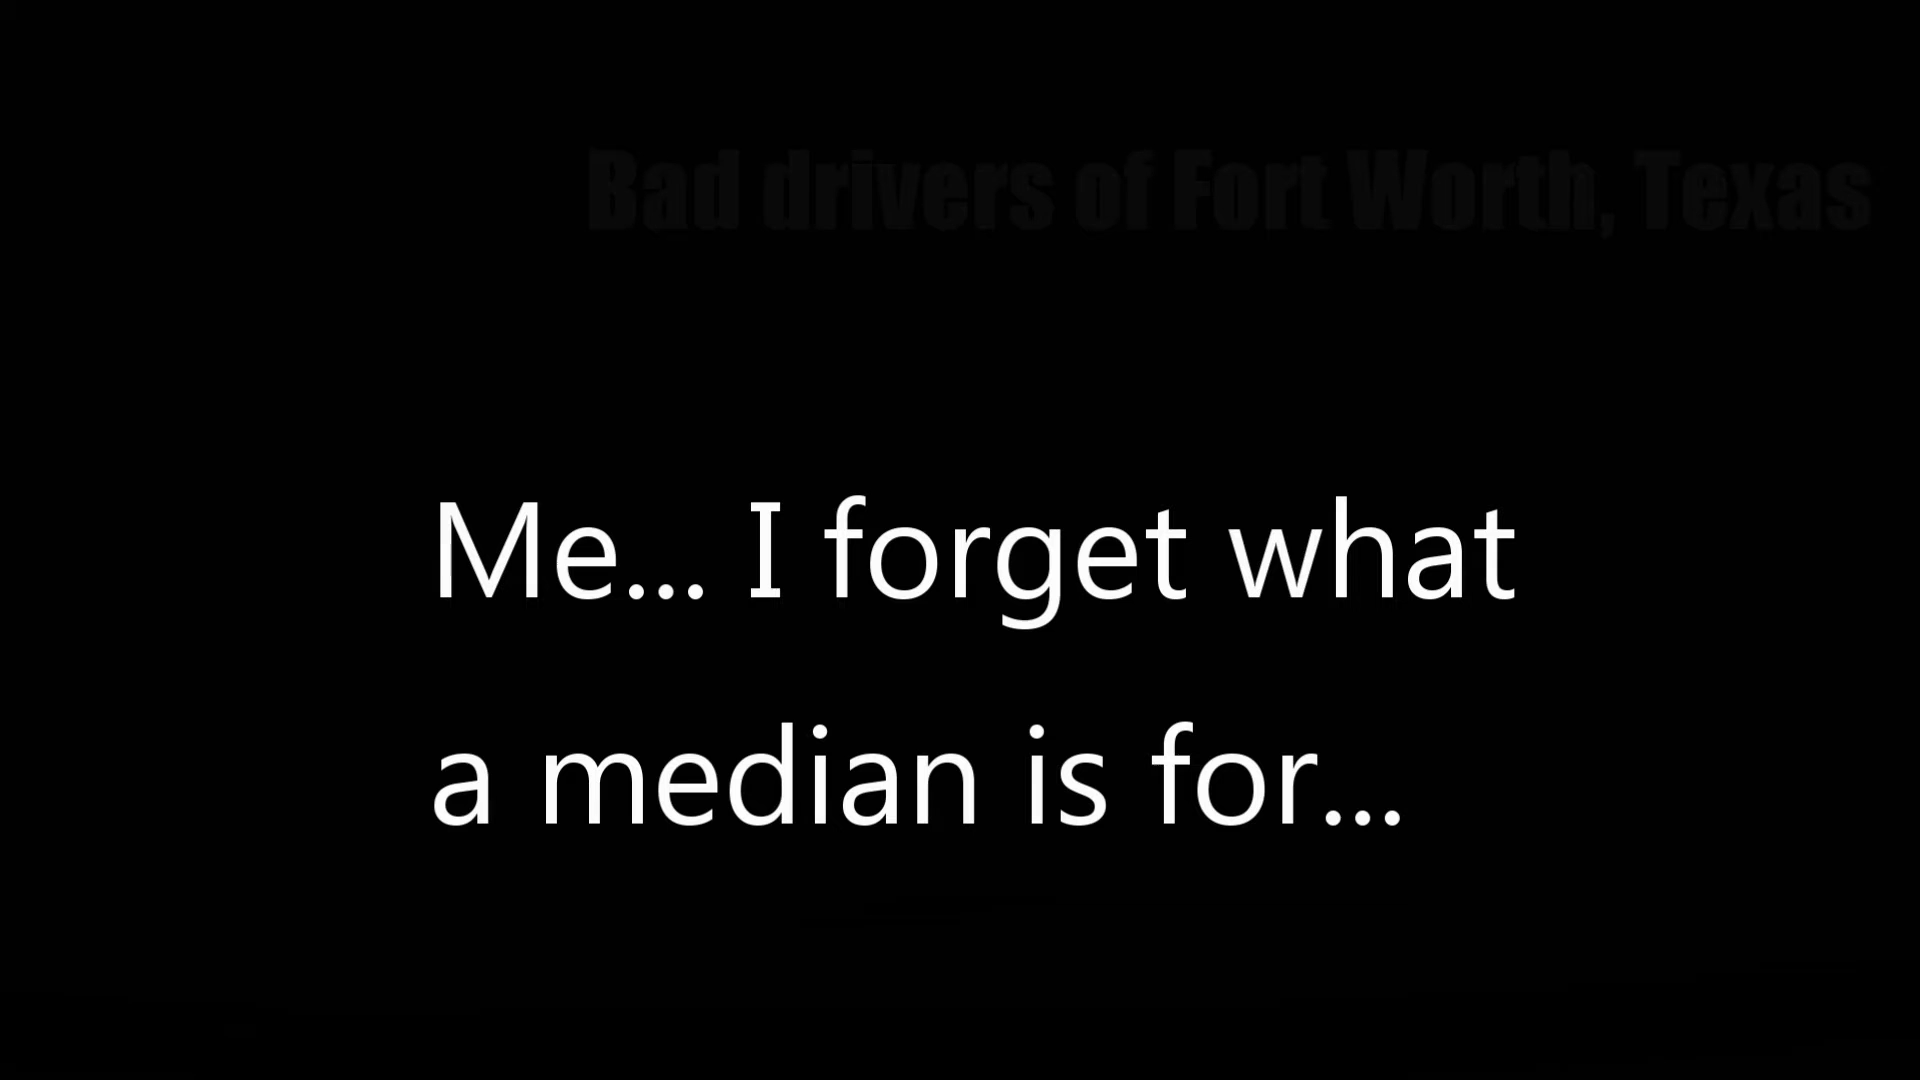 Bad drivers of Fort Worth, Texas
Me... I forget what
a median is for...